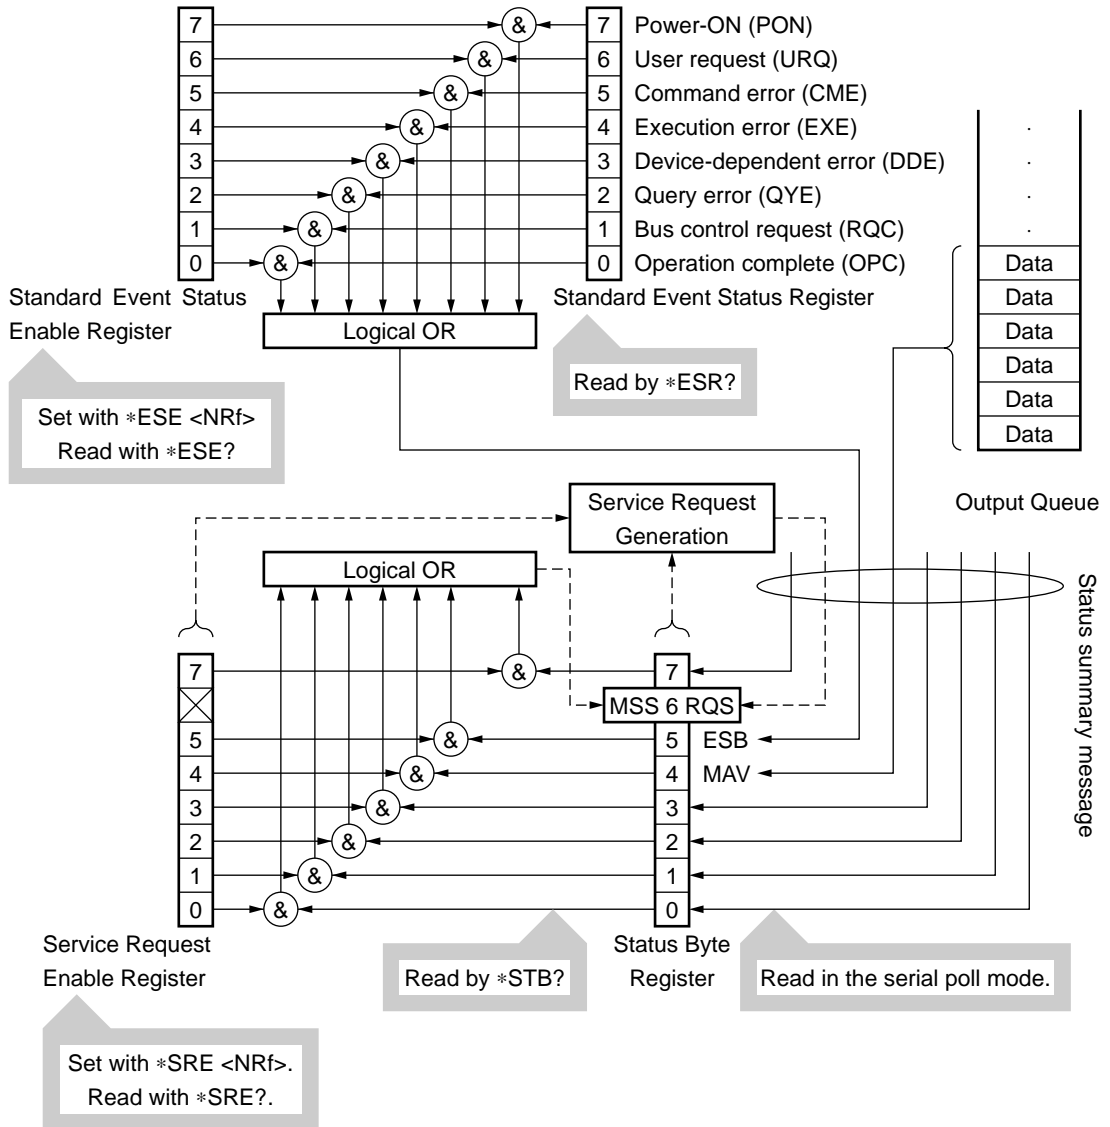 7 & 7 Power-ON (PON)
6 & 6 User request (URQ)
5 & 5 Command error (CME)
4 & 4 Execution error (EXE)
3 & 3 Device-dependent error (DDE)
2 & 2 Query error (QYE)
1 & 1 Bus control request (RQC)
0 & 0 Operation complete (OPC)
Standard Event Status
Enable Register
Logical OR
Standard Event Status Register
Set with *ESE <NRf>
Read with *ESE?
Read by *ESR?
.
.
.
.
Data
Data
Data
Data
Data
Data
Output Queue
Service Request
Generation
Logical OR
Status summary message
7 & 7
MSS 6 RQS
5 & 5 ESB
4 & 4 MAV
3 & 3
2 & 2
1 & 1
0 & 0
Service Request
Enable Register
Read by *STB?
Status Byte
Register
Read in the serial poll mode.
Set with *SRE <NRf>.
Read with *SRE?.